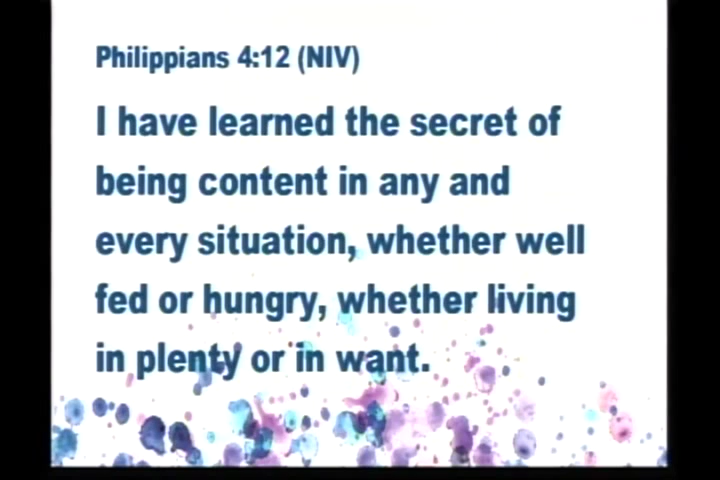 Philippians 4:12 (NIV)
I have learned the secret of
being content in any and
every situation, whether well
fed or hungry, whether living
in plenty or in want.